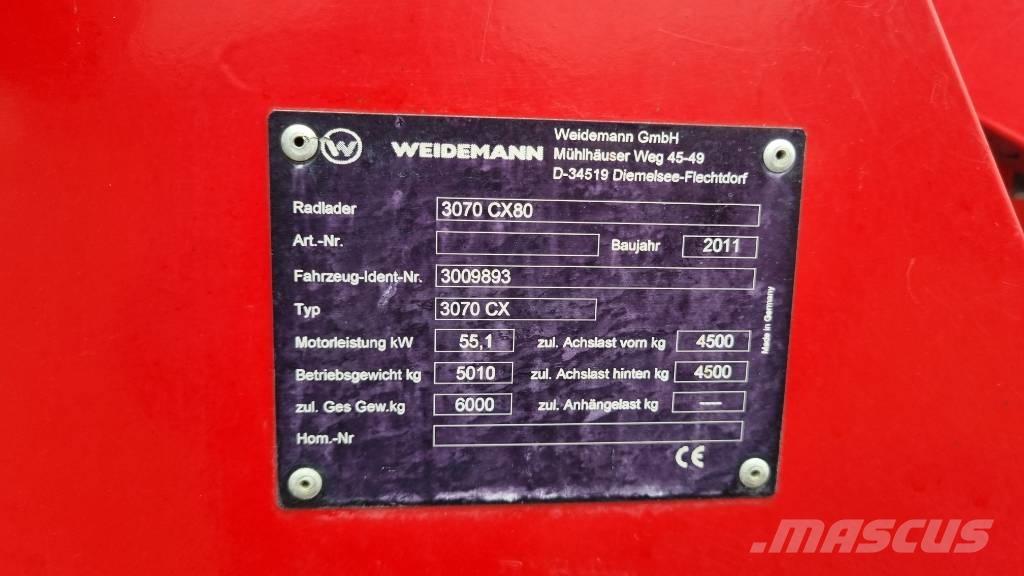 Weidemann GmbH
W WEIDEMANN Mühlhäuser Weg 45-49
D-34519 Diemelsee-Flechtdorf
Radlader 3070 CX80
Art.-Nr. Baujahr 2011
Fahrzeug-Ident-Nr. 3009893
Typ 3070 CX
Made in Germany
Motorleistung kW 55,1 zul. Achslast vorn kg 4500
Betriebsgewicht kg 5010 zul. Achslast hinten kg 4500
zul. Ges Gew.kg 6000 zul. Anhängelast kg —
Hom.-Nr
CE
MASCUS